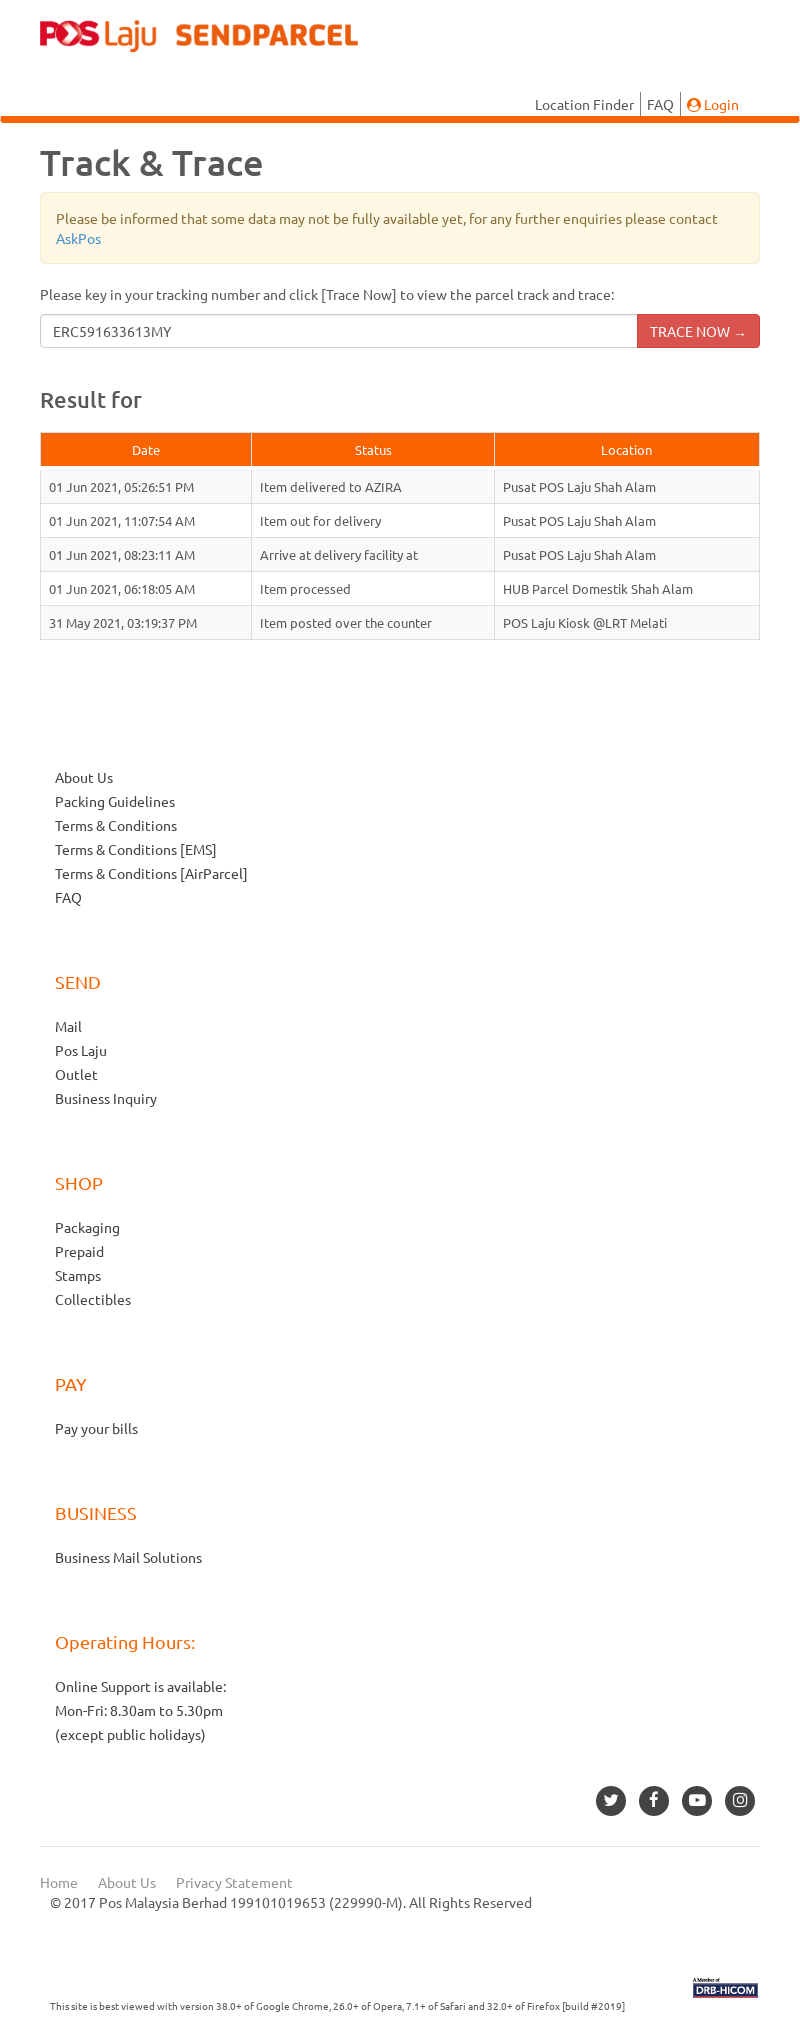 POS Laju SENDPARCEL
Location Finder FAQ Login
Track & Trace
Please be informed that some data may not be fully available yet, for any further enquiries please contact
AskPos
Please key in your tracking number and click [Trace Now] to view the parcel track and trace:
ERC591633613MY TRACE NOW →
Result for
Date Status Location
01 Jun 2021, 05:26:51 PM Item delivered to AZIRA Pusat POS Laju Shah Alam
01 Jun 2021, 11:07:54 AM Item out for delivery Pusat POS Laju Shah Alam
01 Jun 2021, 08:23:11 AM Arrive at delivery facility at Pusat POS Laju Shah Alam
01 Jun 2021, 06:18:05 AM Item processed HUB Parcel Domestik Shah Alam
31 May 2021, 03:19:37 PM Item posted over the counter POS Laju Kiosk @LRT Melati
About Us
Packing Guidelines
Terms & Conditions
Terms & Conditions [EMS]
Terms & Conditions [AirParcel]
FAQ
SEND
Mail
Pos Laju
Outlet
Business Inquiry
SHOP
Packaging
Prepaid
Stamps
Collectibles
PAY
Pay your bills
BUSINESS
Business Mail Solutions
Operating Hours:
Online Support is available:
Mon-Fri: 8.30am to 5.30pm
(except public holidays)
Home About Us Privacy Statement
© 2017 Pos Malaysia Berhad 199101019653 (229990-M). All Rights Reserved
A Member of
DRB-HICOM
This site is best viewed with version 38.0+ of Google Chrome, 26.0+ of Opera, 7.1+ of Safari and 32.0+ of Firefox [build #2019]